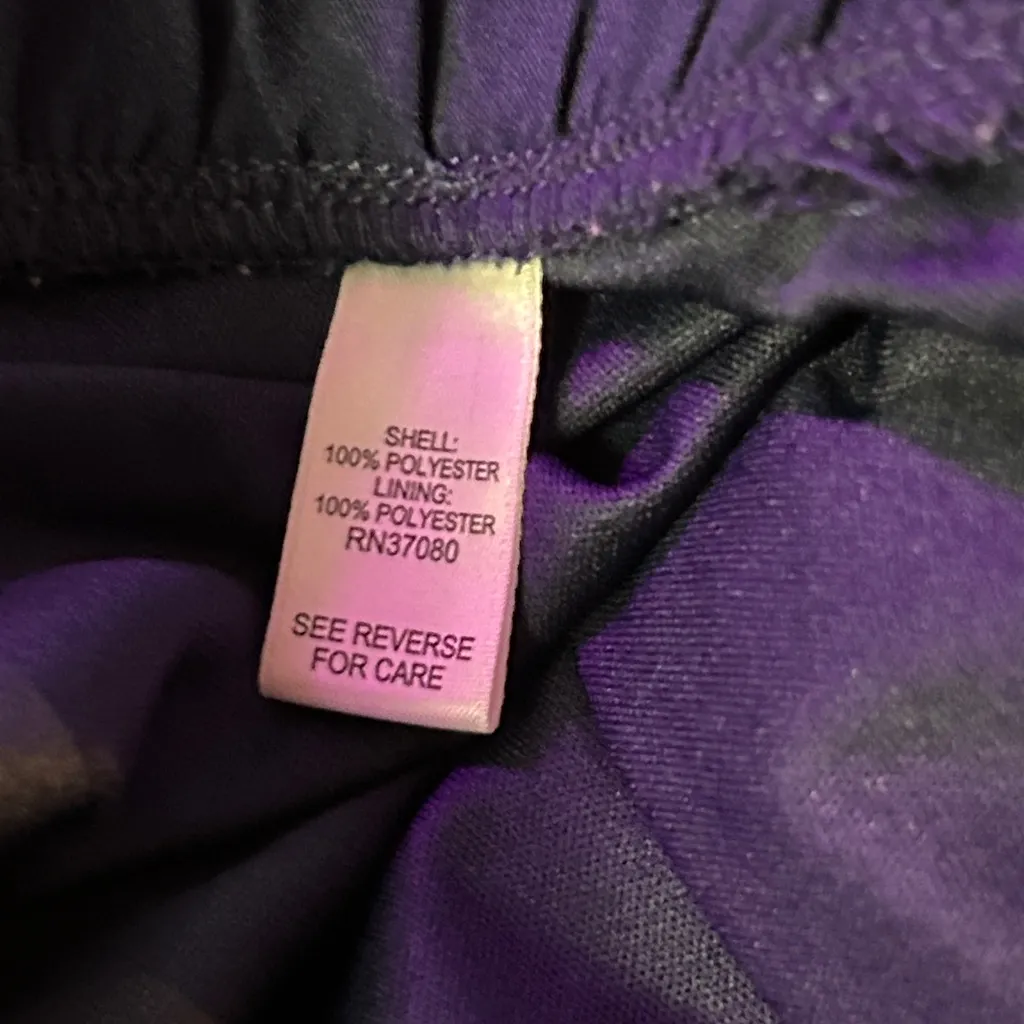 SHELL:
100% POLYESTER
LINING:
100% POLYESTER
RN37080
SEE REVERSE
FOR CARE